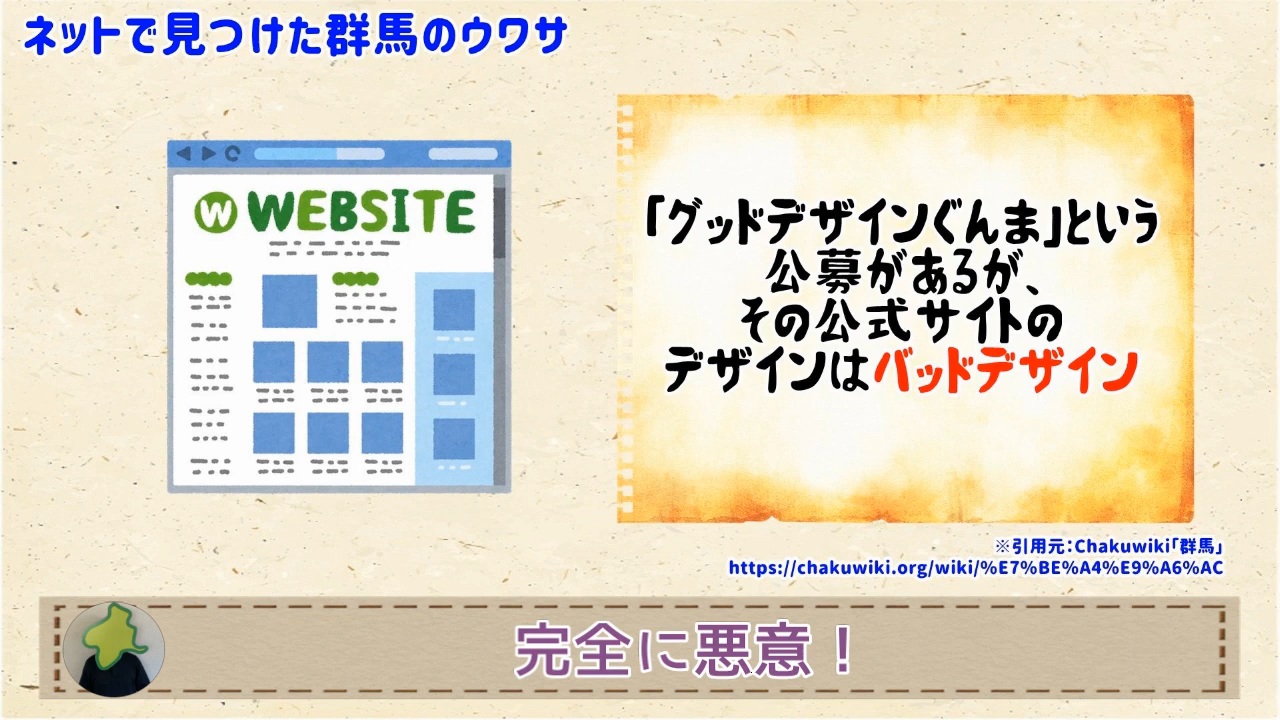 ネットで見つけた群馬のウワサ
W WEBSITE
「グッドデザインぐんま」という
公募があるが、
その公式サイトの
デザインはバッドデザイン
※引用元：Chakuwiki「群馬」
https://chakuwiki.org/wiki/%E7%BE%A4%E9%A6%AC
完全に悪意！